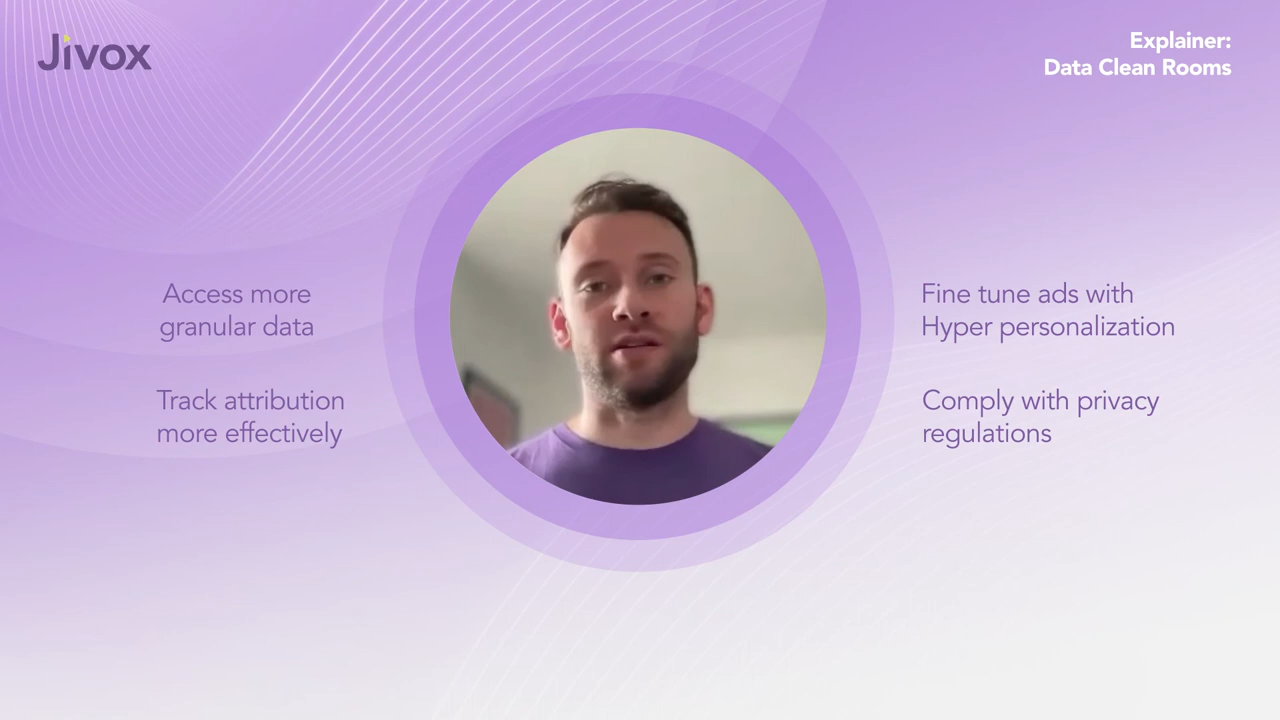 Jivox
Explainer:
Data Clean Rooms
Access more
granular data
Track attribution
more effectively
Fine tune ads with
Hyper personalization
Comply with privacy
regulations